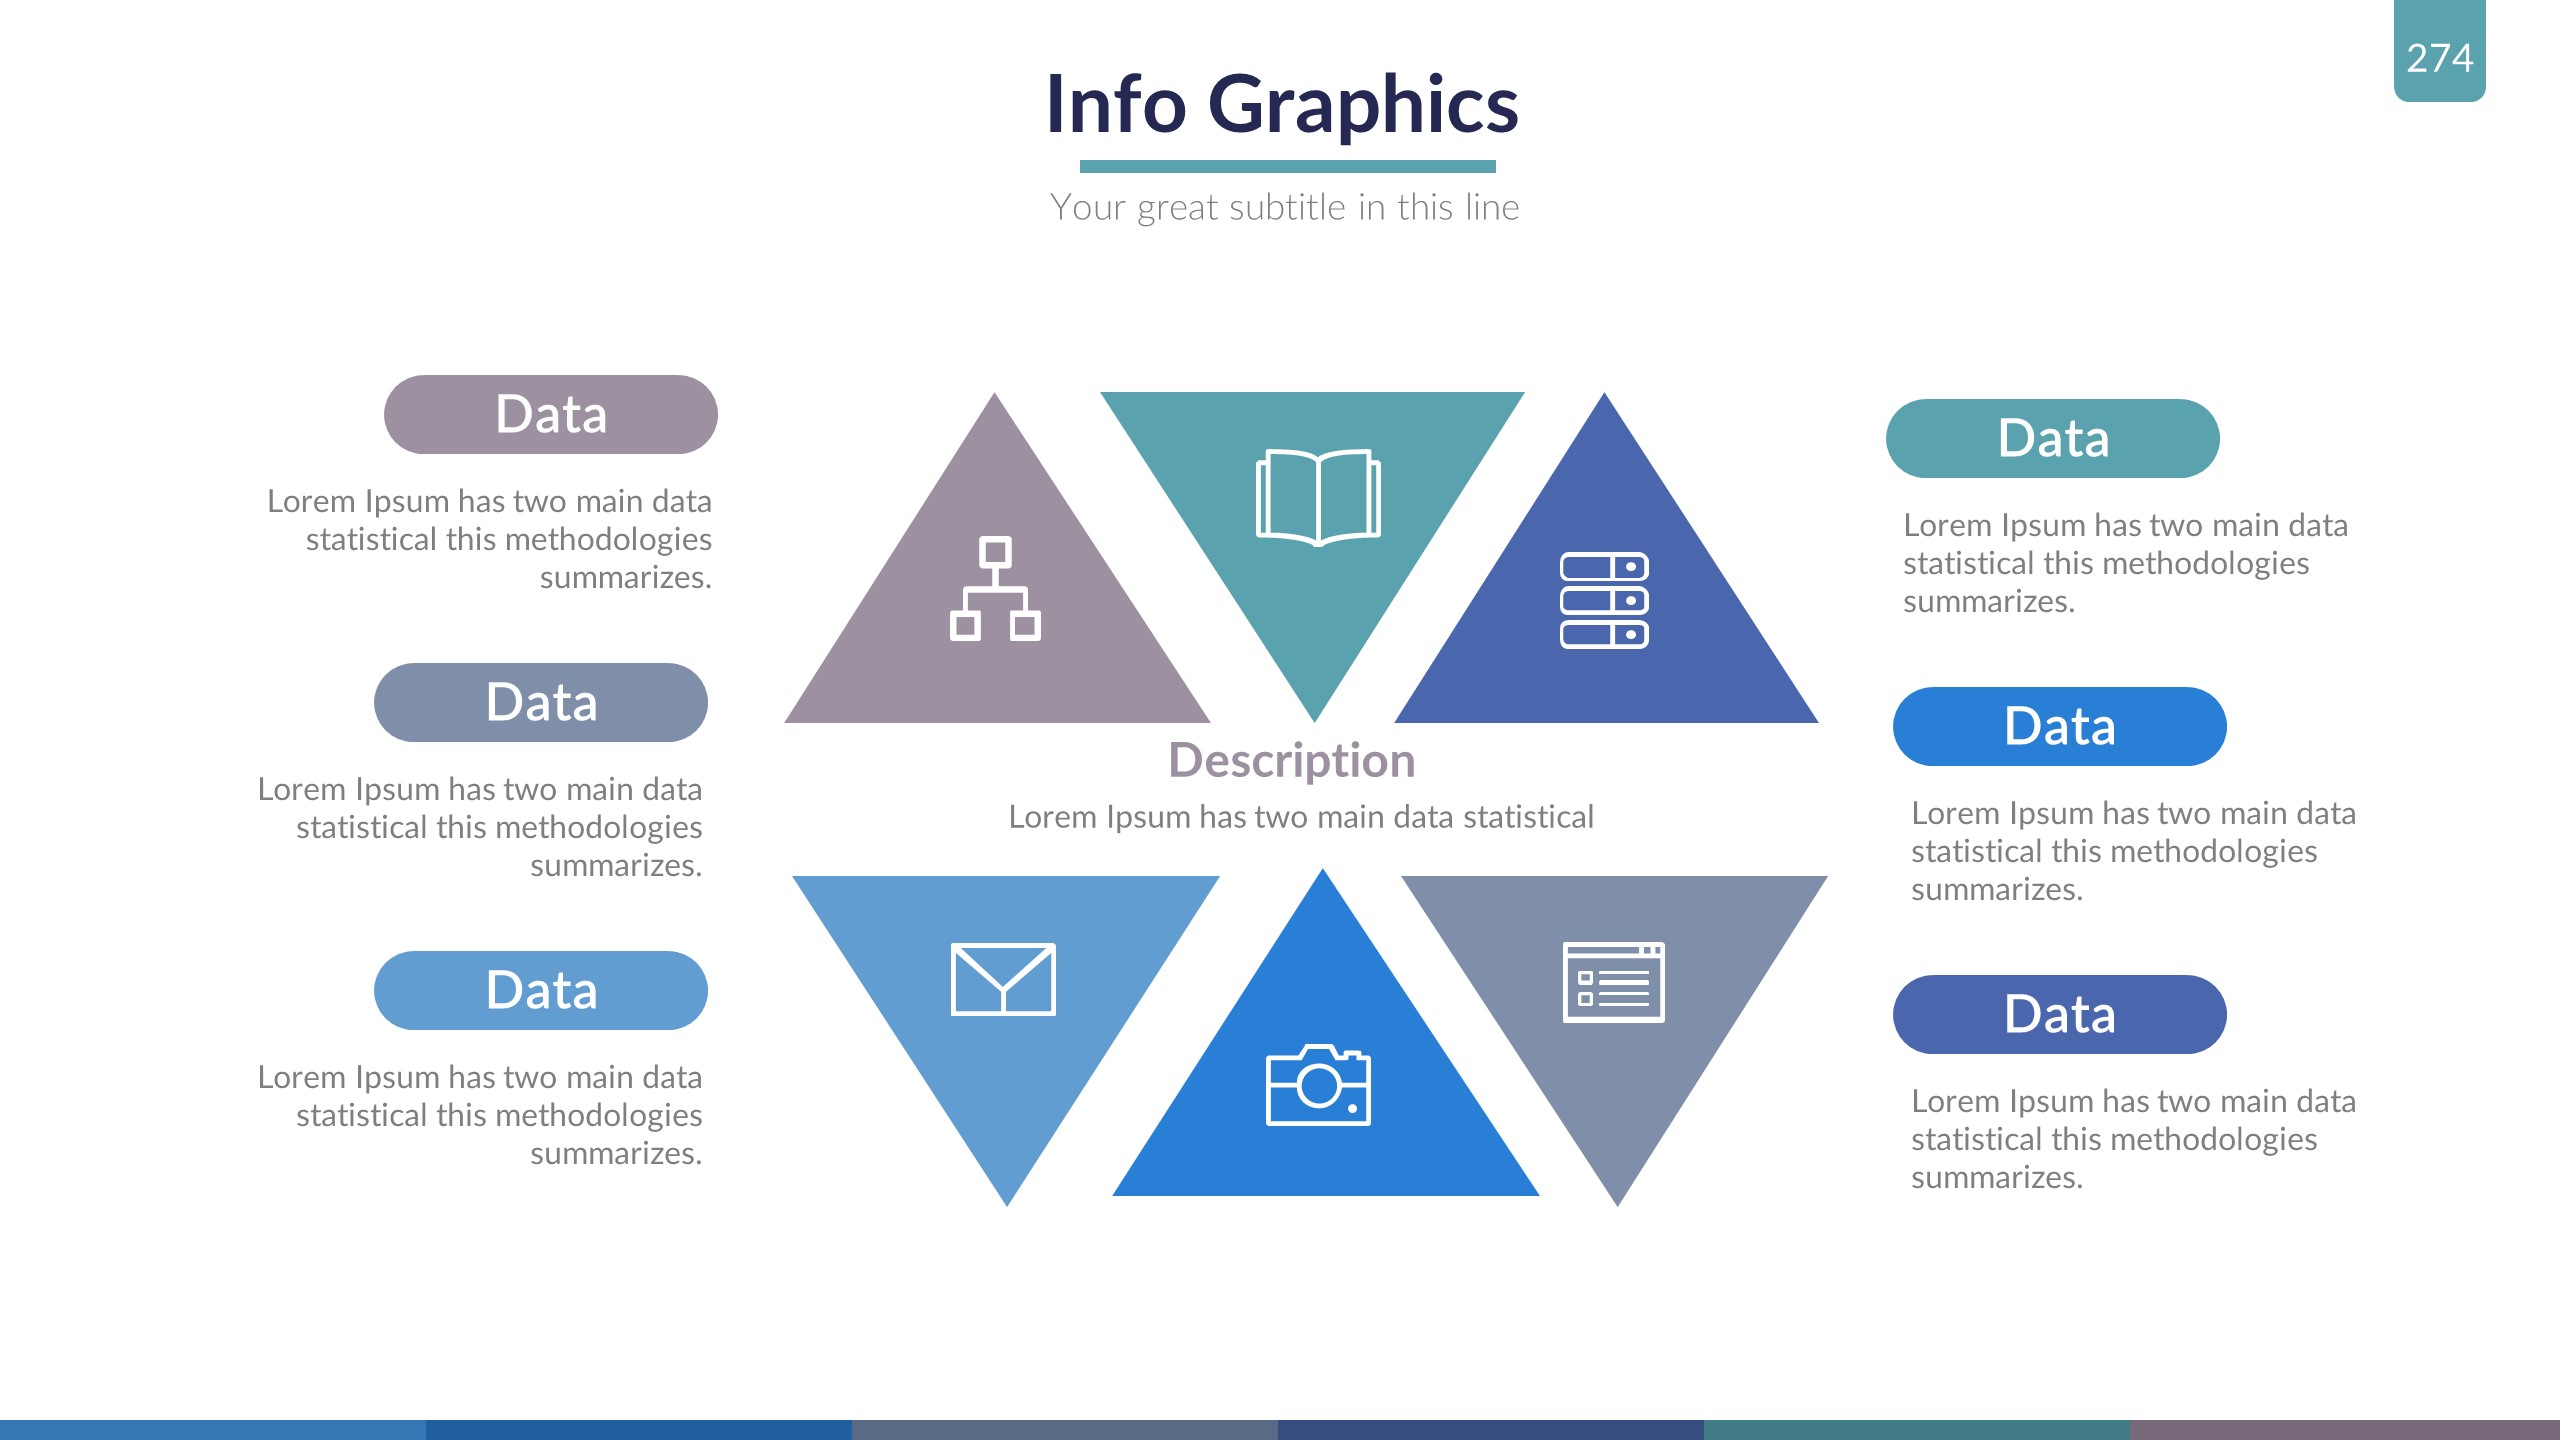 274
Info Graphics
Your great subtitle in this line
Data
Lorem Ipsum has two main data
statistical this methodologies
summarizes.
Data
Lorem Ipsum has two main data
statistical this methodologies
summarizes.
Data
Lorem Ipsum has two main data
statistical this methodologies
summarizes.
Description
Lorem Ipsum has two main data statistical
Data
Lorem Ipsum has two main data
statistical this methodologies
summarizes.
Data
Lorem Ipsum has two main data
statistical this methodologies
summarizes.
Data
Lorem Ipsum has two main data
statistical this methodologies
summarizes.